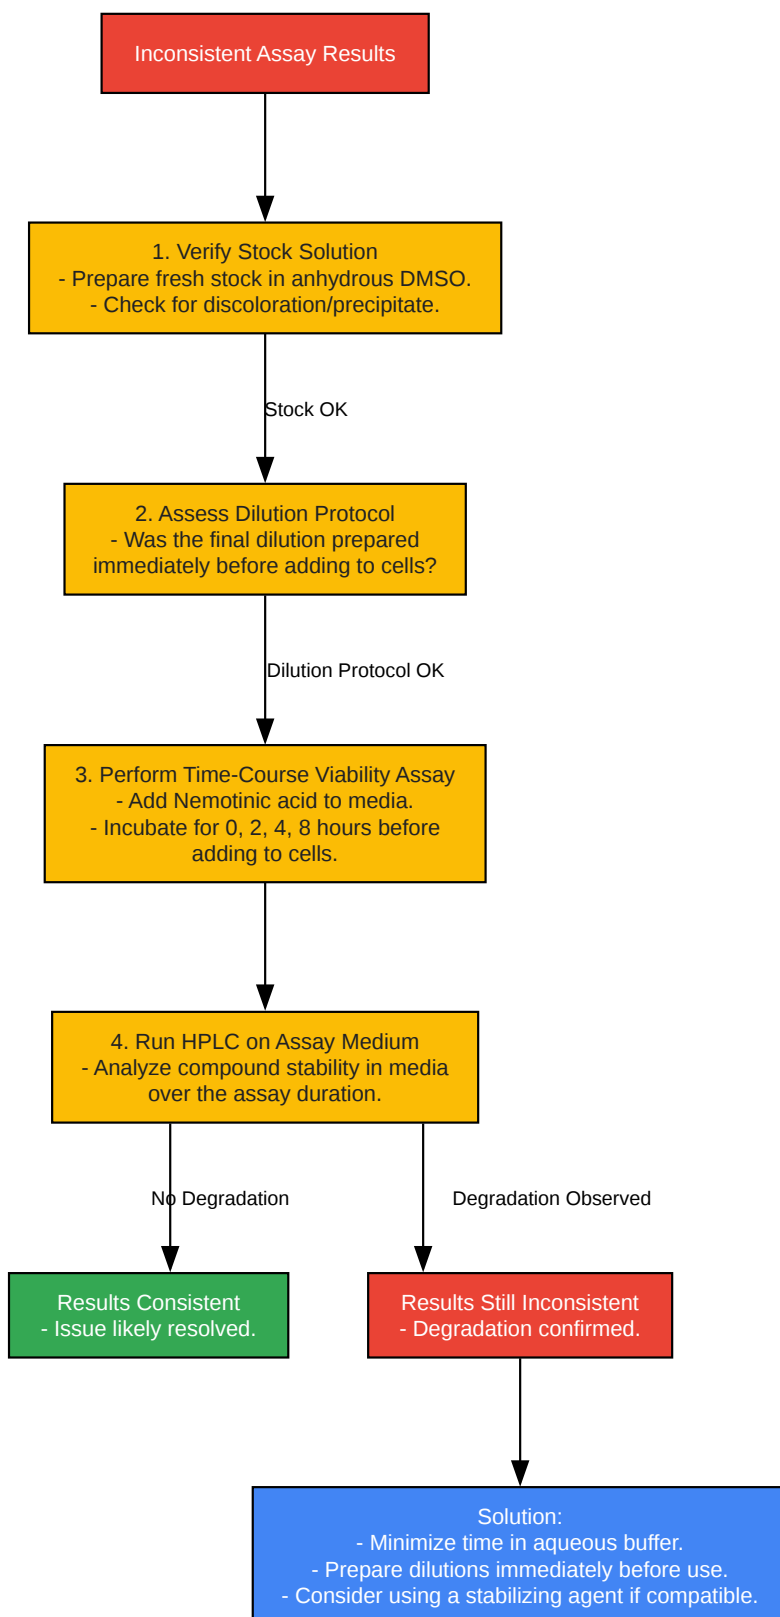 Inconsistent Assay Results
1. Verify Stock Solution
- Prepare fresh stock in anhydrous DMSO.
- Check for discoloration/precipitate.
Stock OK
2. Assess Dilution Protocol
- Was the final dilution prepared
immediately before adding to cells?
Dilution Protocol OK
3. Perform Time-Course Viability Assay
- Add Nemotinic acid to media.
- Incubate for 0, 2, 4, 8 hours before
adding to cells.
4. Run HPLC on Assay Medium
- Analyze compound stability in media
over the assay duration.
No Degradation
Degradation Observed
Results Consistent
- Issue likely resolved.
Results Still Inconsistent
- Degradation confirmed.
Solution:
- Minimize time in aqueous buffer.
- Prepare dilutions immediately before use.
- Consider using a stabilizing agent if compatible.